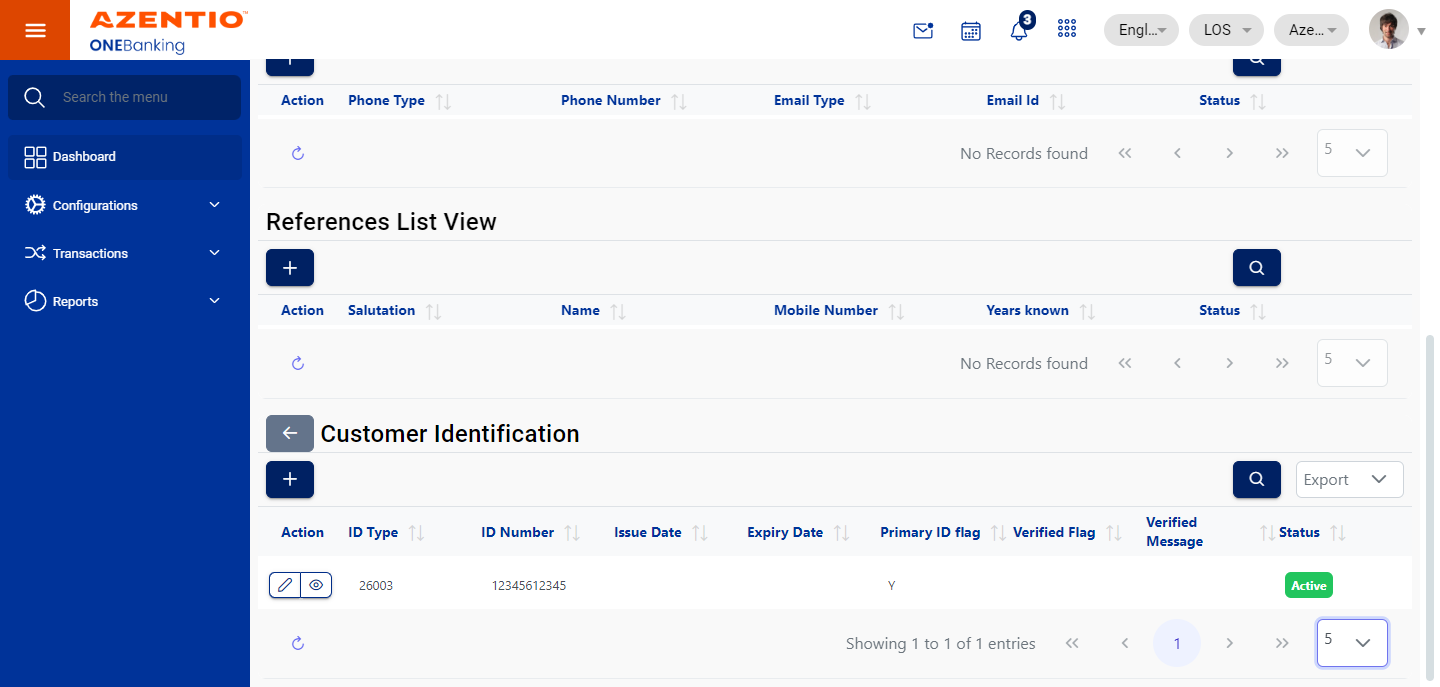 AZENTIO™
ONEBanking
3
Engl...
LOS
Aze...
Search the menu
Dashboard
Configurations
Transactions
Reports
Action Phone Type Phone Number Email Type Email Id Status
No Records found 5
References List View
Action Salutation Name Mobile Number Years known Status
No Records found 5
Customer Identification
Export
Action ID Type ID Number Issue Date Expiry Date Primary ID flag Verified Flag Verified Message Status
26003 12345612345 Y Active
Showing 1 to 1 of 1 entries 1 5